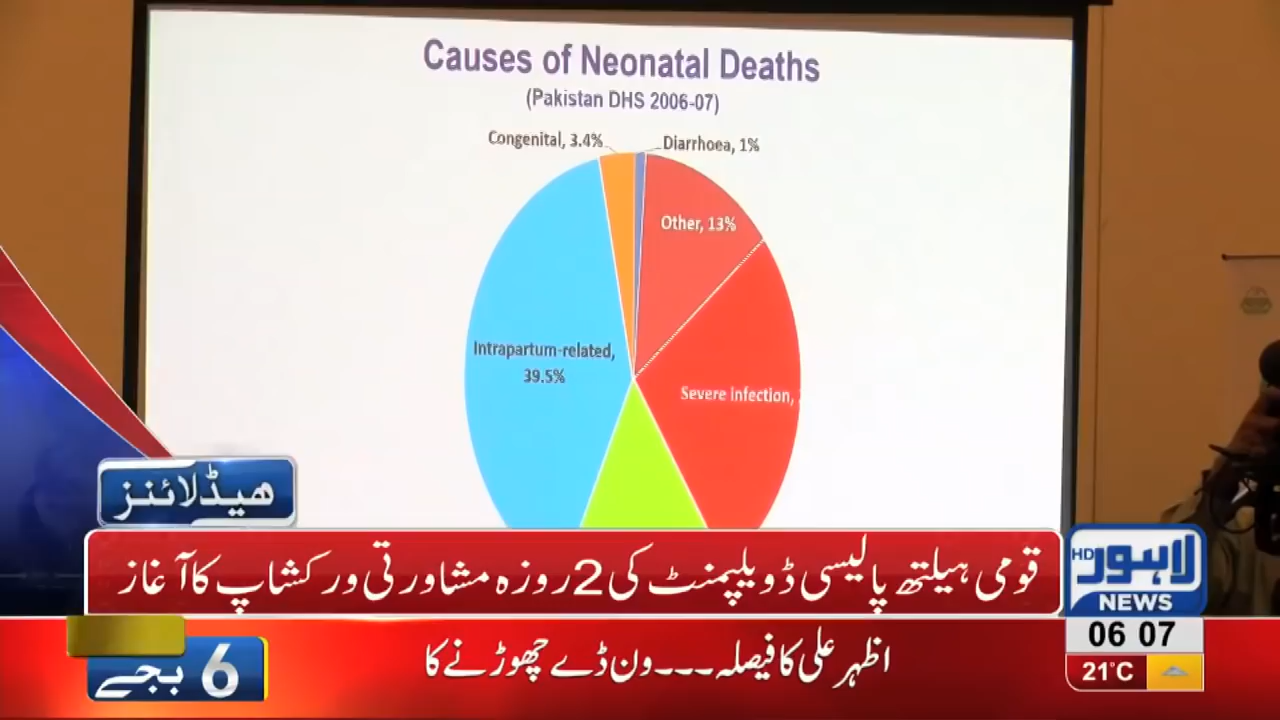 Causes of Neonatal Deaths
(Pakistan DHS 2006-07)
Congenital, 3.4%
Diarrhoea, 1%
Other, 13%
Intrapartum-related,
39.5%
Severe Infection,
ھیڈلائنز
قومی ہیلتھ پالیسی ڈویلپمنٹ کی 2 روزہ مشاورتی ورکشاپ کا آغاز
HD لاہور
NEWS
06 07
21°C
6 بجے
اظہر علی کا فیصلہ۔۔۔ون ڈے چھوڑنے کا